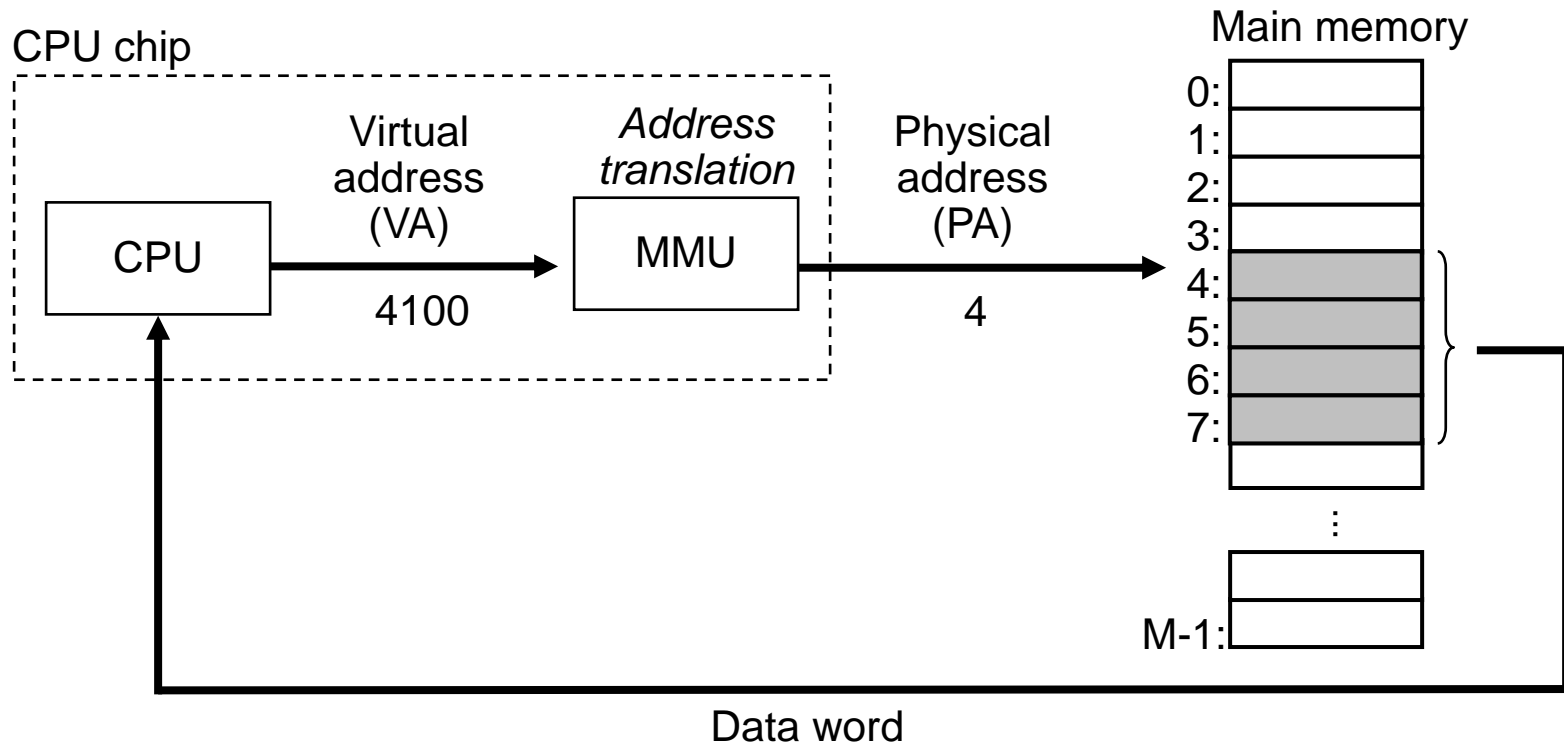 CPU chip
Main memory
Virtual
address
(VA)
Address
translation
Physical
address
(PA)
CPU
MMU
4100
4
0:
1:
2:
3:
4:
5:
6:
7:
...
M-1:
Data word